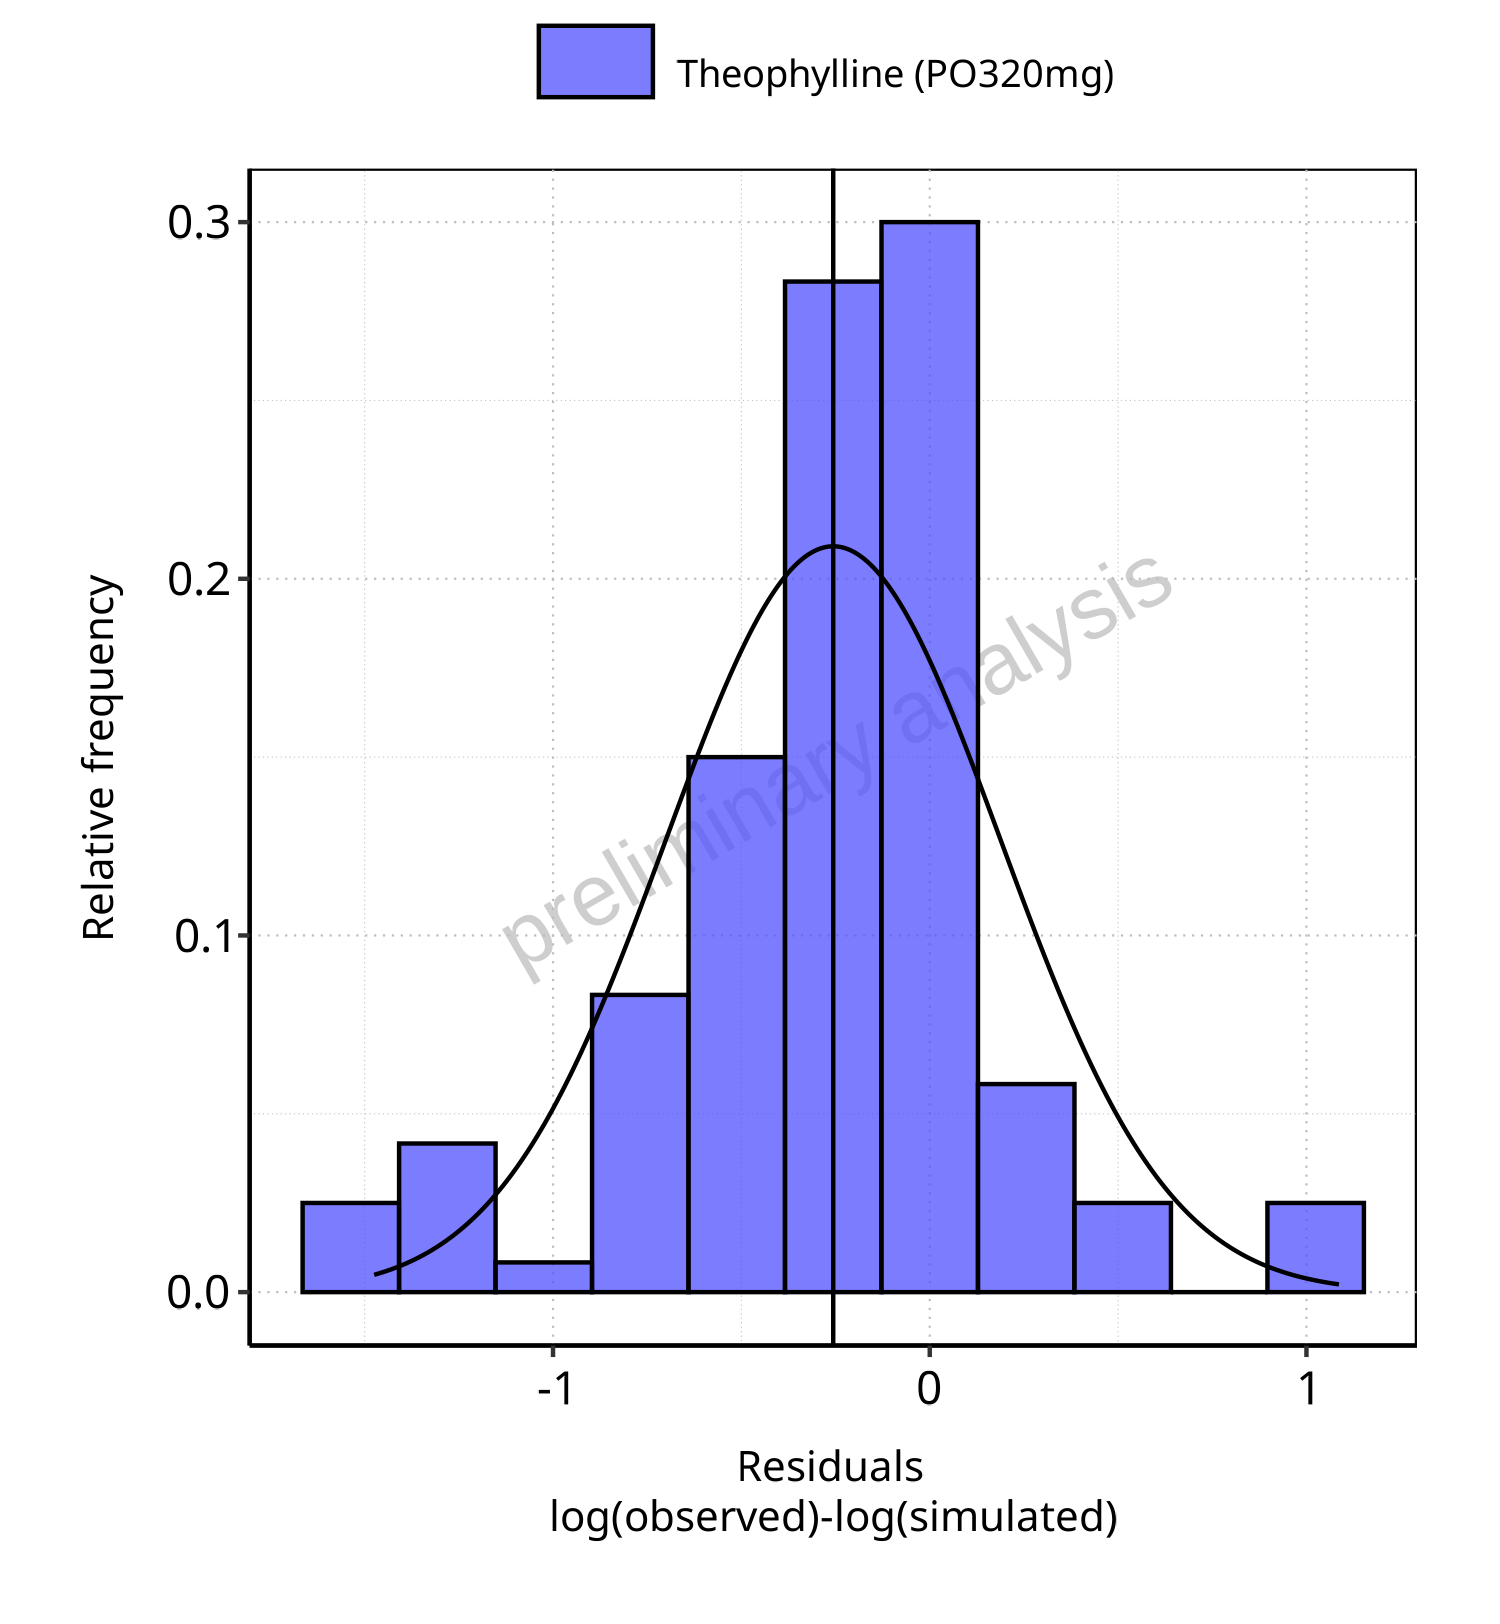 Theophylline (PO320mg)
0.3
0.2
0.1
0.0
Relative frequency
preliminary analysis
-1 0 1
Residuals
log(observed)-log(simulated)